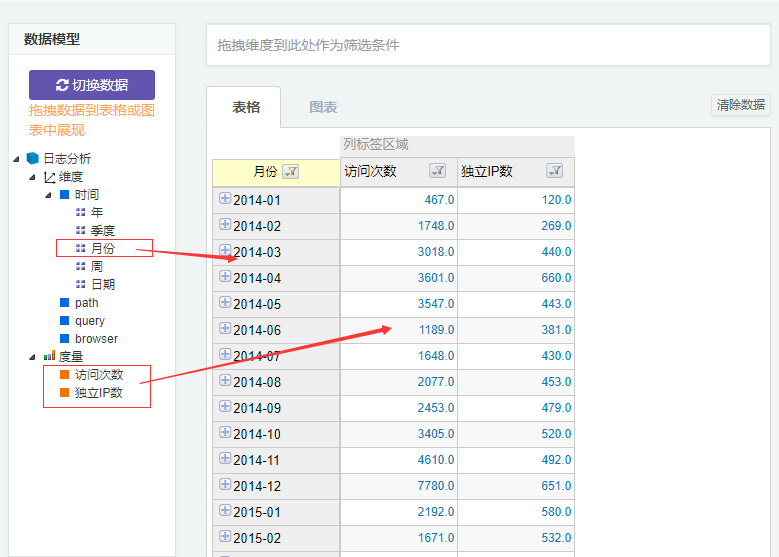 数据模型
切换数据
拖拽数据到表格或图
表中展现
日志分析
维度
时间
年
季度
月份
周
日期
path
query
browser
度量
访问次数
独立IP数
拖拽维度到此处作为筛选条件
表格 图表 清除数据
列标签区域
月份 访问次数 独立IP数
2014-01 467.0 120.0
2014-02 1748.0 269.0
2014-03 3018.0 440.0
2014-04 3601.0 660.0
2014-05 3547.0 443.0
2014-06 1189.0 381.0
2014-07 1648.0 430.0
2014-08 2077.0 453.0
2014-09 2453.0 479.0
2014-10 3405.0 520.0
2014-11 4610.0 492.0
2014-12 7780.0 651.0
2015-01 2192.0 580.0
2015-02 1671.0 532.0